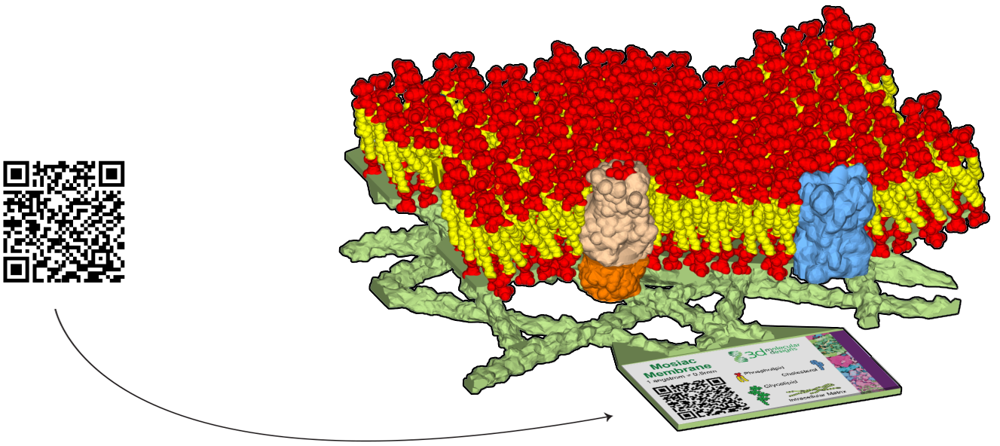 3d molecular
designs
Mosiac
Membrane
1 angstrom = 0.5mm
Phospholipid
Cholesterol
Glycolipid
Intracellular Matrix